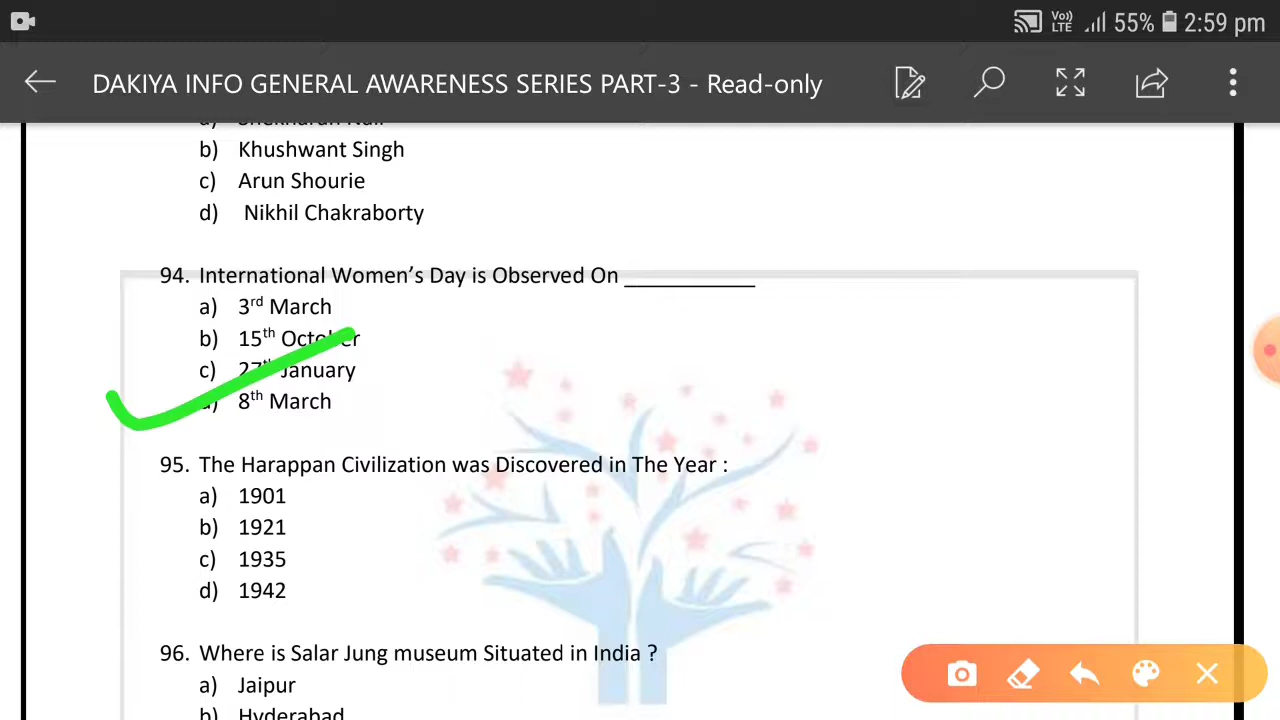 Vo)) LTE 55% 2:59 pm
DAKIYA INFO GENERAL AWARENESS SERIES PART-3 - Read-only
b) Khushwant Singh
c) Arun Shourie
d) Nikhil Chakraborty
94. International Women’s Day is Observed On ___________
a) 3rd March
b) 15th October
c) 27th January
d) 8th March
95. The Harappan Civilization was Discovered in The Year :
a) 1901
b) 1921
c) 1935
d) 1942
96. Where is Salar Jung museum Situated in India ?
a) Jaipur
b) Hyderabad